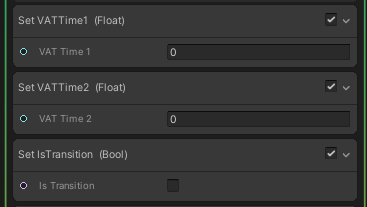 Set VATTime1 (Float)
VAT Time 1 0
Set VATTime2 (Float)
VAT Time 2 0
Set IsTransition (Bool)
Is Transition